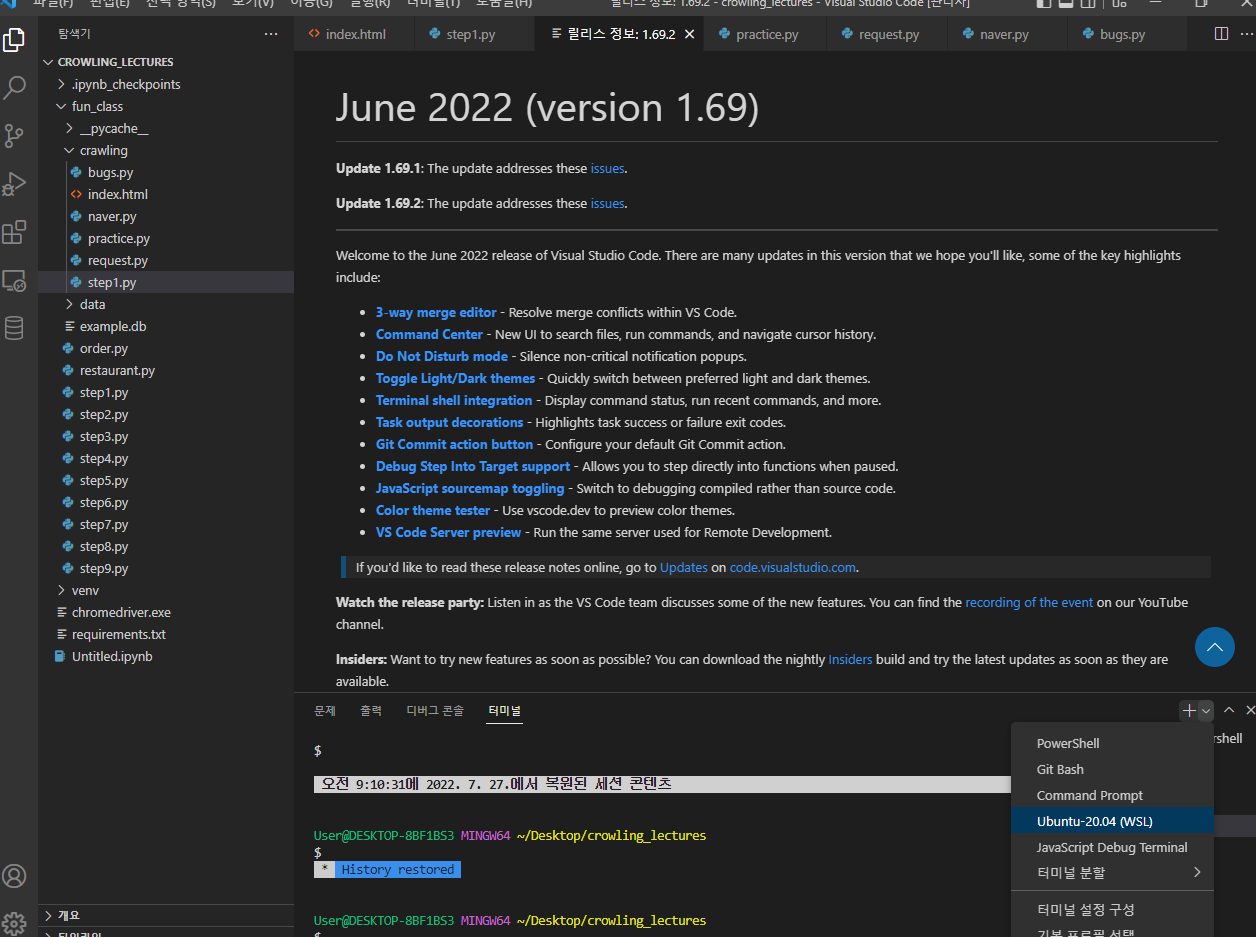 파일(F) 편집(E) 선택 영역(S) 보기(V) 이동(G) 실행(R) 터미널(T) 도움말(H) 릴리스 정보: 1.69.2 - crowling_lectures - Visual Studio Code [관리자]
탐색기 ...
index.html step1.py 릴리스 정보: 1.69.2 practice.py request.py naver.py bugs.py
CROWLING_LECTURES
.ipynb_checkpoints
fun_class
__pycache__
crawling
bugs.py
index.html
naver.py
practice.py
request.py
step1.py
data
example.db
order.py
restaurant.py
step1.py
step2.py
step3.py
step4.py
step5.py
step6.py
step7.py
step8.py
step9.py
venv
chromedriver.exe
requirements.txt
Untitled.ipynb
개요
타임라인
June 2022 (version 1.69)
Update 1.69.1: The update addresses these issues.
Update 1.69.2: The update addresses these issues.
Welcome to the June 2022 release of Visual Studio Code. There are many updates in this version that we hope you'll like, some of the key highlights
include:
• 3-way merge editor - Resolve merge conflicts within VS Code.
• Command Center - New UI to search files, run commands, and navigate cursor history.
• Do Not Disturb mode - Silence non-critical notification popups.
• Toggle Light/Dark themes - Quickly switch between preferred light and dark themes.
• Terminal shell integration - Display command status, run recent commands, and more.
• Task output decorations - Highlights task success or failure exit codes.
• Git Commit action button - Configure your default Git Commit action.
• Debug Step Into Target support - Allows you to step directly into functions when paused.
• JavaScript sourcemap toggling - Switch to debugging compiled rather than source code.
• Color theme tester - Use vscode.dev to preview color themes.
• VS Code Server preview - Run the same server used for Remote Development.
If you'd like to read these release notes online, go to Updates on code.visualstudio.com.
Watch the release party: Listen in as the VS Code team discusses some of the new features. You can find the recording of the event on our YouTube
channel.
Insiders: Want to try new features as soon as possible? You can download the nightly Insiders build and try the latest updates as soon as they are
available.
문제 출력 디버그 콘솔 터미널
$
오전 9:10:31에 2022. 7. 27.에서 복원된 세션 콘텐츠
User@DESKTOP-8BF1BS3 MINGW64 ~/Desktop/crowling_lectures
$
* History restored
User@DESKTOP-8BF1BS3 MINGW64 ~/Desktop/crowling_lectures
$
rshell
PowerShell
Git Bash
Command Prompt
Ubuntu-20.04 (WSL)
JavaScript Debug Terminal
터미널 분할
터미널 설정 구성
기본 프로필 선택